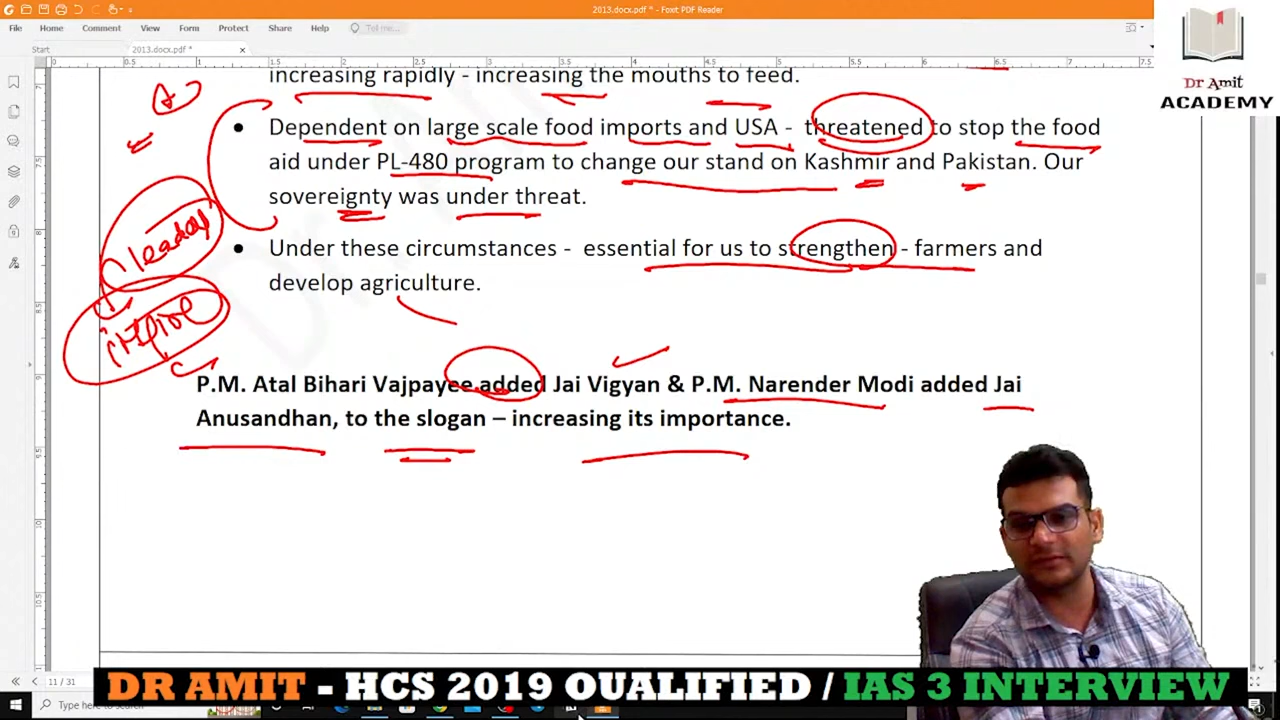 2013.docx.pdf * - Foxit PDF Reader
File Home Comment View Form Protect Share Help Tell me...
Start 2013.docx.pdf *
Dr Amit
ACADEMY
increasing rapidly - increasing the mouths to feed.
• Dependent on large scale food imports and USA - threatened to stop the food
aid under PL-480 program to change our stand on Kashmir and Pakistan. Our
sovereignty was under threat.
• Under these circumstances - essential for us to strengthen - farmers and
develop agriculture.
leader
inspire
P.M. Atal Bihari Vajpayee added Jai Vigyan & P.M. Narender Modi added Jai
Anusandhan, to the slogan – increasing its importance.
11 / 31
DR AMIT - HCS 2019 QUALIFIED / IAS 3 INTERVIEW
Type here to search